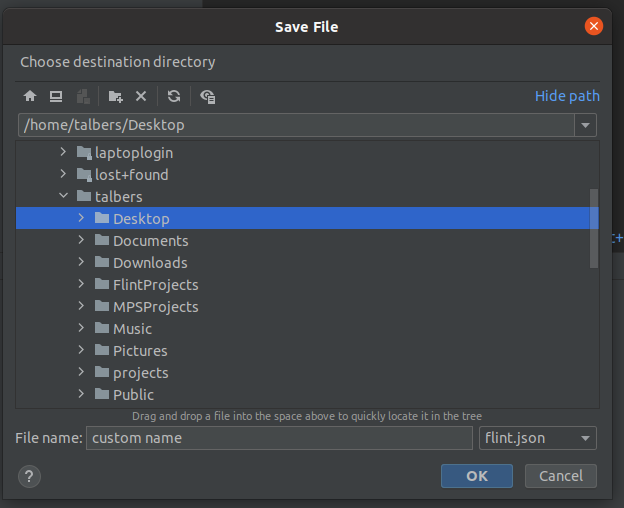 Save File
Choose destination directory
Hide path
/home/talbers/Desktop
laptoplogin
lost+found
talbers
Desktop
Documents
Downloads
FlintProjects
MPSProjects
Music
Pictures
projects
Public
Drag and drop a file into the space above to quickly locate it in the tree
File name: custom name flint.json
? OK Cancel
t+